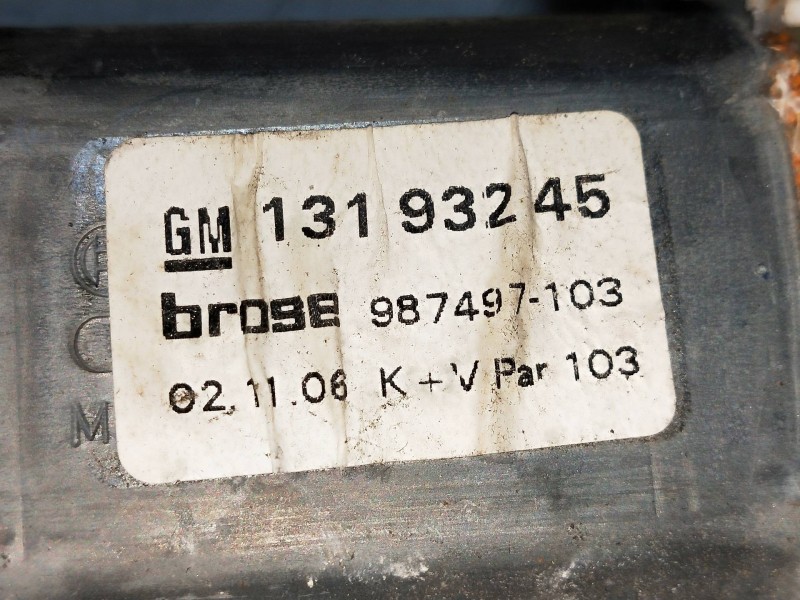 GM 131 932 45
brose 987497-103
02.11.06 K + V Par 103
M